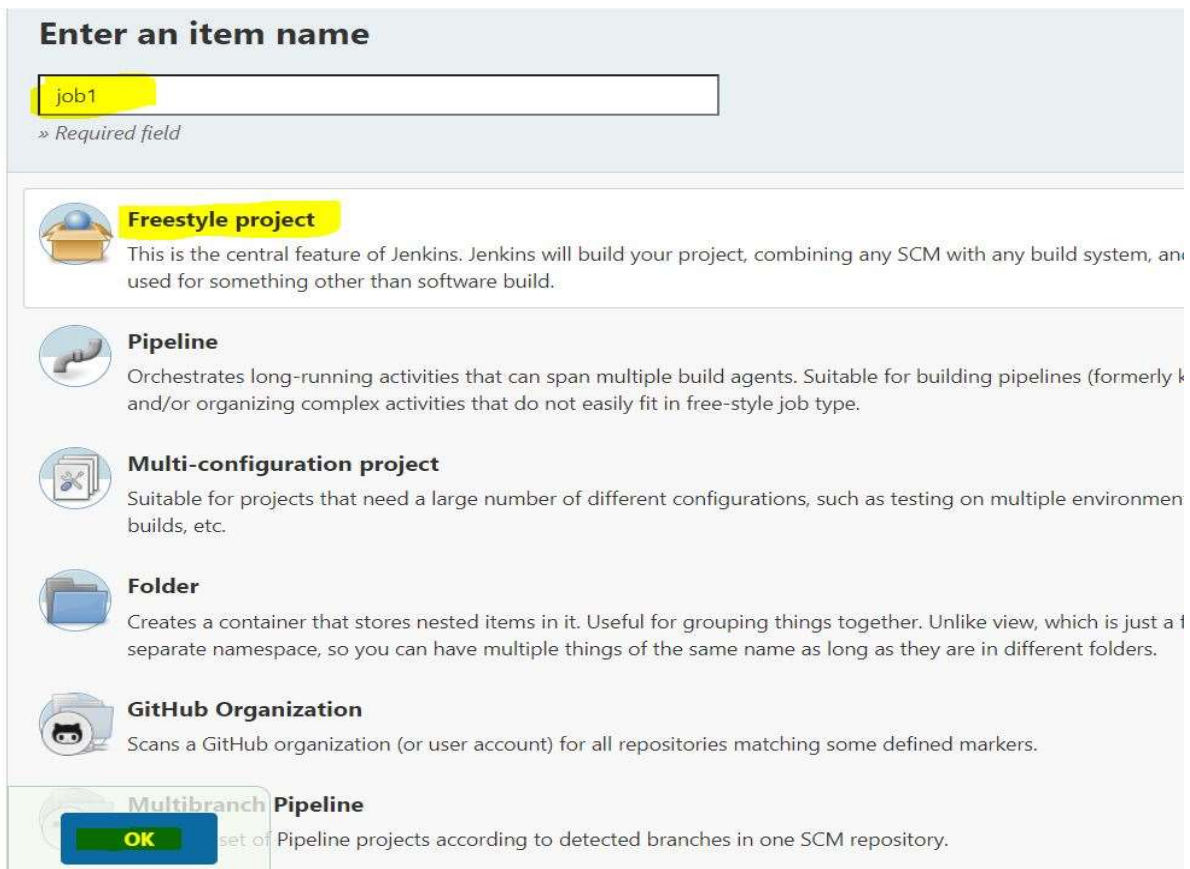 Enter an item name
job1
» Required field
Freestyle project
This is the central feature of Jenkins. Jenkins will build your project, combining any SCM with any build system, and
used for something other than software build.
Pipeline
Orchestrates long-running activities that can span multiple build agents. Suitable for building pipelines (formerly k
and/or organizing complex activities that do not easily fit in free-style job type.
Multi-configuration project
Suitable for projects that need a large number of different configurations, such as testing on multiple environmen
builds, etc.
Folder
Creates a container that stores nested items in it. Useful for grouping things together. Unlike view, which is just a f
separate namespace, so you can have multiple things of the same name as long as they are in different folders.
GitHub Organization
Scans a GitHub organization (or user account) for all repositories matching some defined markers.
Multibranch Pipeline
OK set of Pipeline projects according to detected branches in one SCM repository.